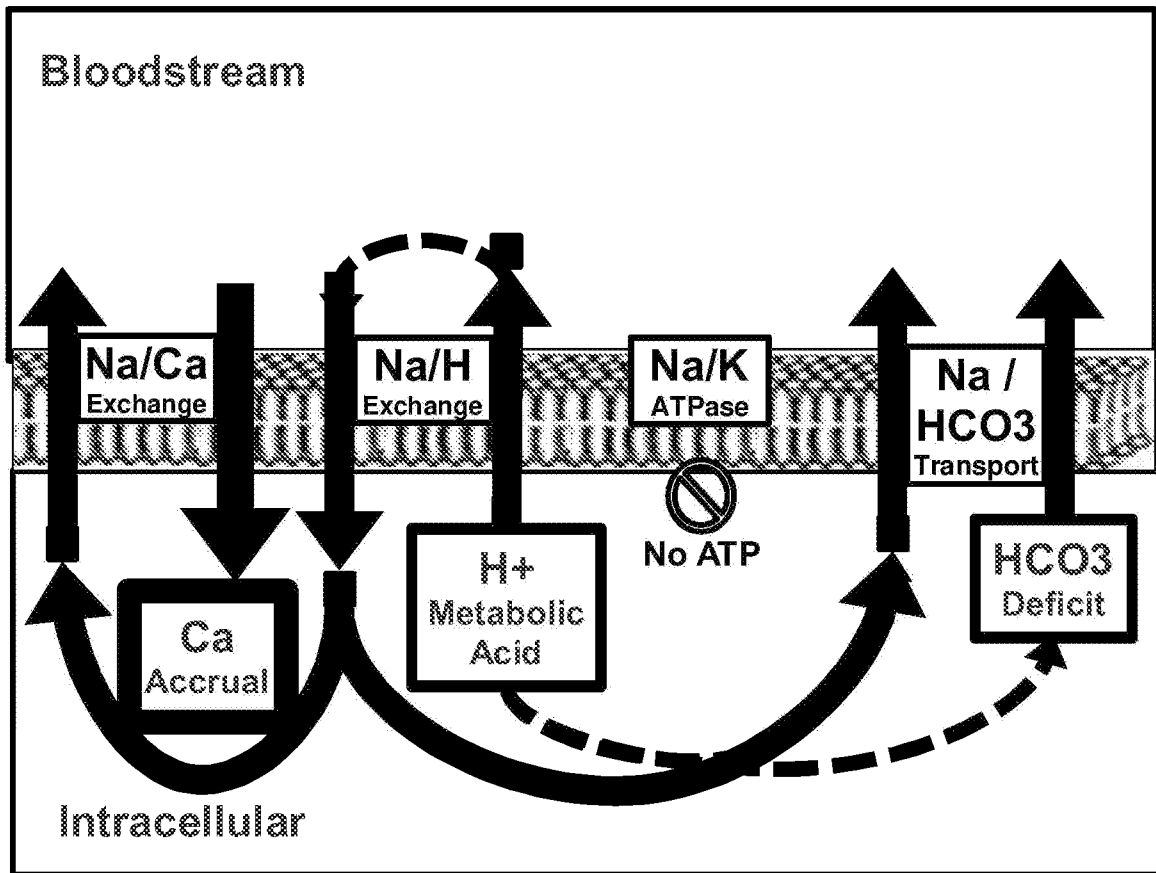 Bloodstream
Na/Ca
Exchange
Na/H
Exchange
Na/K
ATPase
Na /
HCO3
Transport
No ATP
H+
Metabolic
Acid
HCO3
Deficit
Ca
Accrual
Intracellular